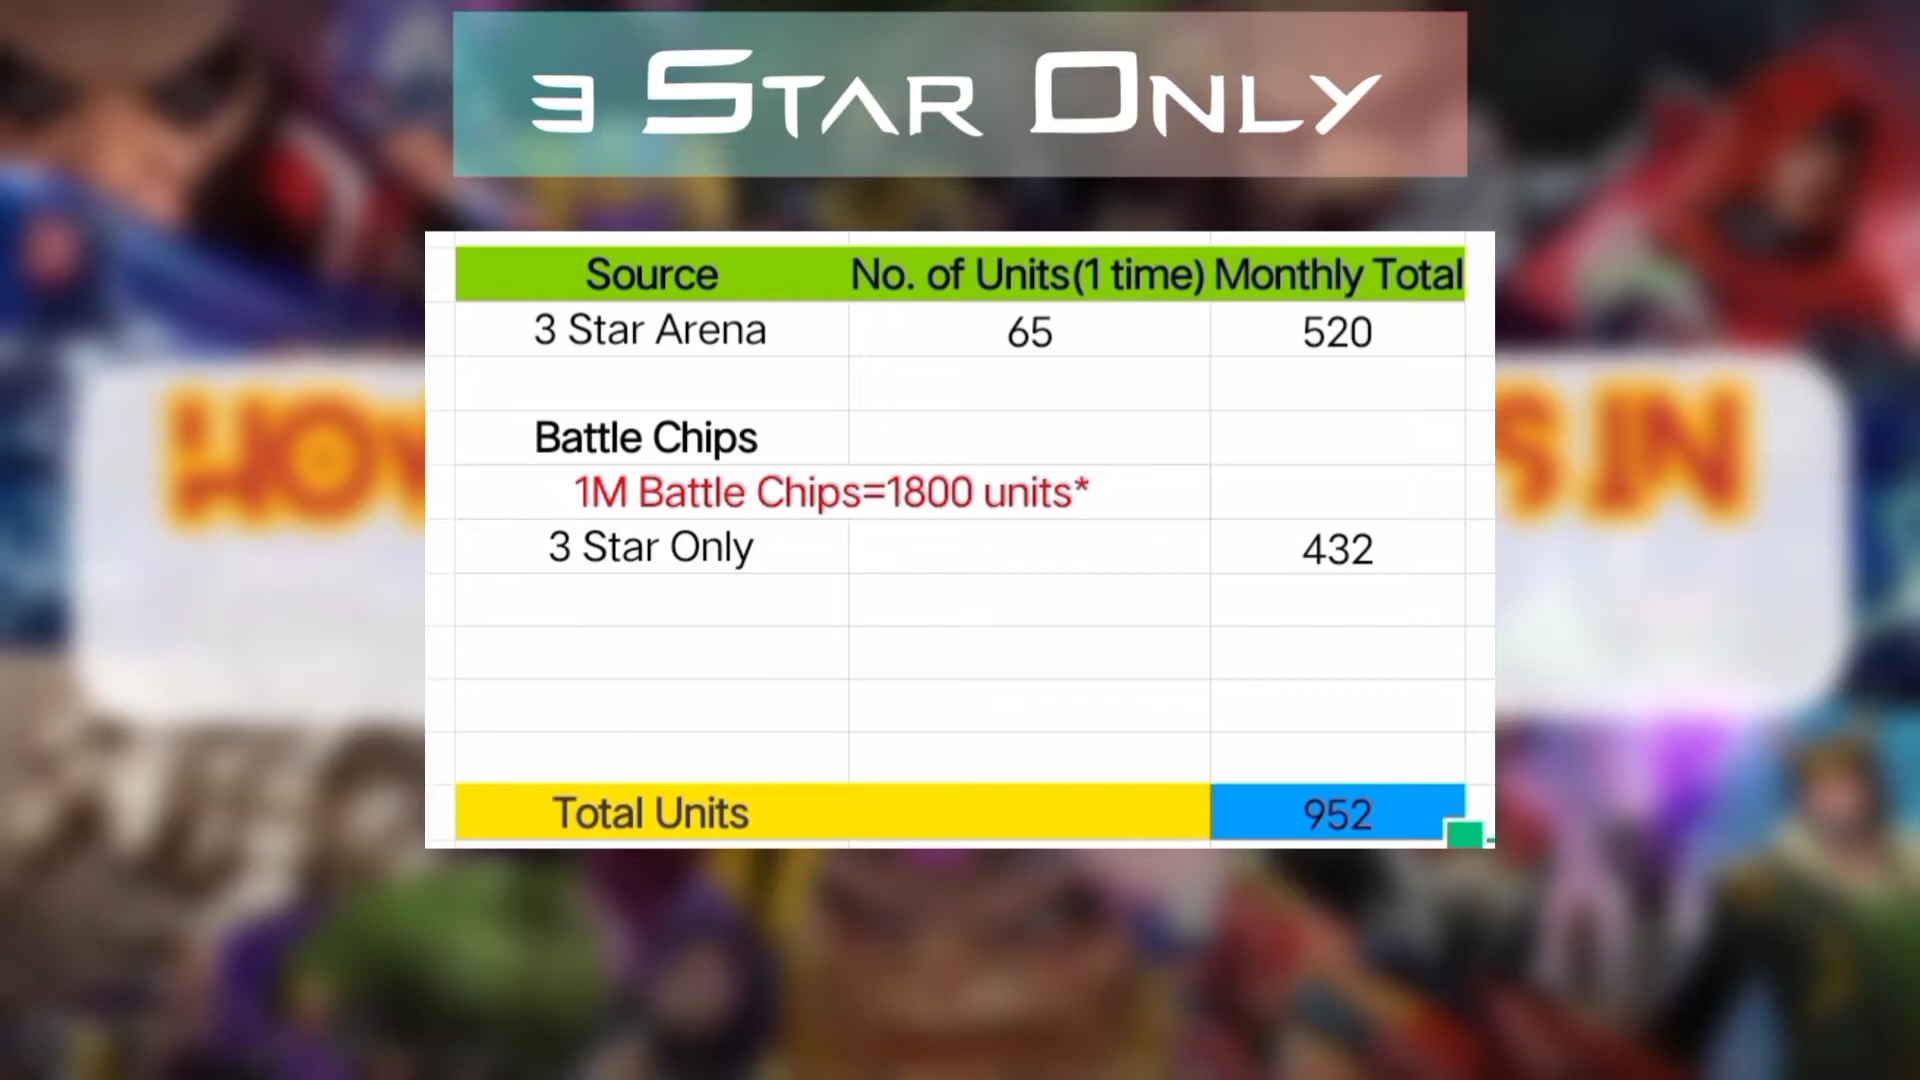 3 STAR ONLY
Source No. of Units(1 time) Monthly Total
3 Star Arena 65 520
Battle Chips
1M Battle Chips=1800 units*
3 Star Only 432
Total Units 952
IN